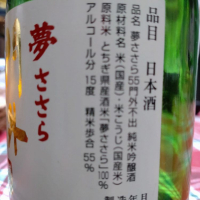 品目 日本酒
品名 夢ささら55門外不出 純米吟醸酒
原材料名 米(国産)・米こうじ(国産米)
原料米 とちぎ県産酒米「夢ささら」100%
アルコール分 15度 精米歩合 55%
夢ささら